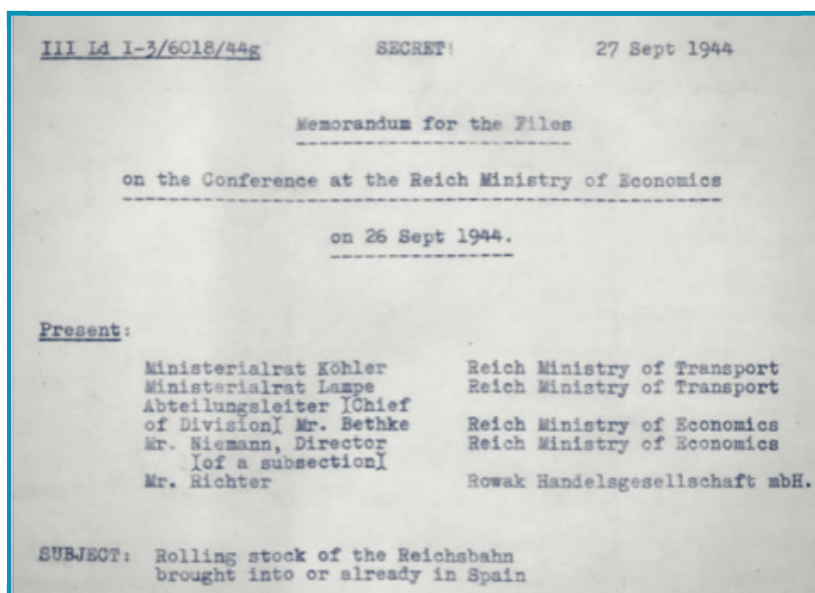 III Ld I-3/6018/44g SECRET! 27 Sept 1944
Memorandum for the Files
on the Conference at the Reich Ministry of Economics
on 26 Sept 1944.
Present:
Ministerialrat Köhler Reich Ministry of Transport
Ministerialrat Lampe Reich Ministry of Transport
Abteilungsleiter [Chief
of Division] Mr. Bethke Reich Ministry of Economics
Mr. Niemann, Director Reich Ministry of Economics
[of a subsection]
Mr. Richter Rowak Handelsgesellschaft mbH.
SUBJECT: Rolling stock of the Reichsbahn
brought into or already in Spain